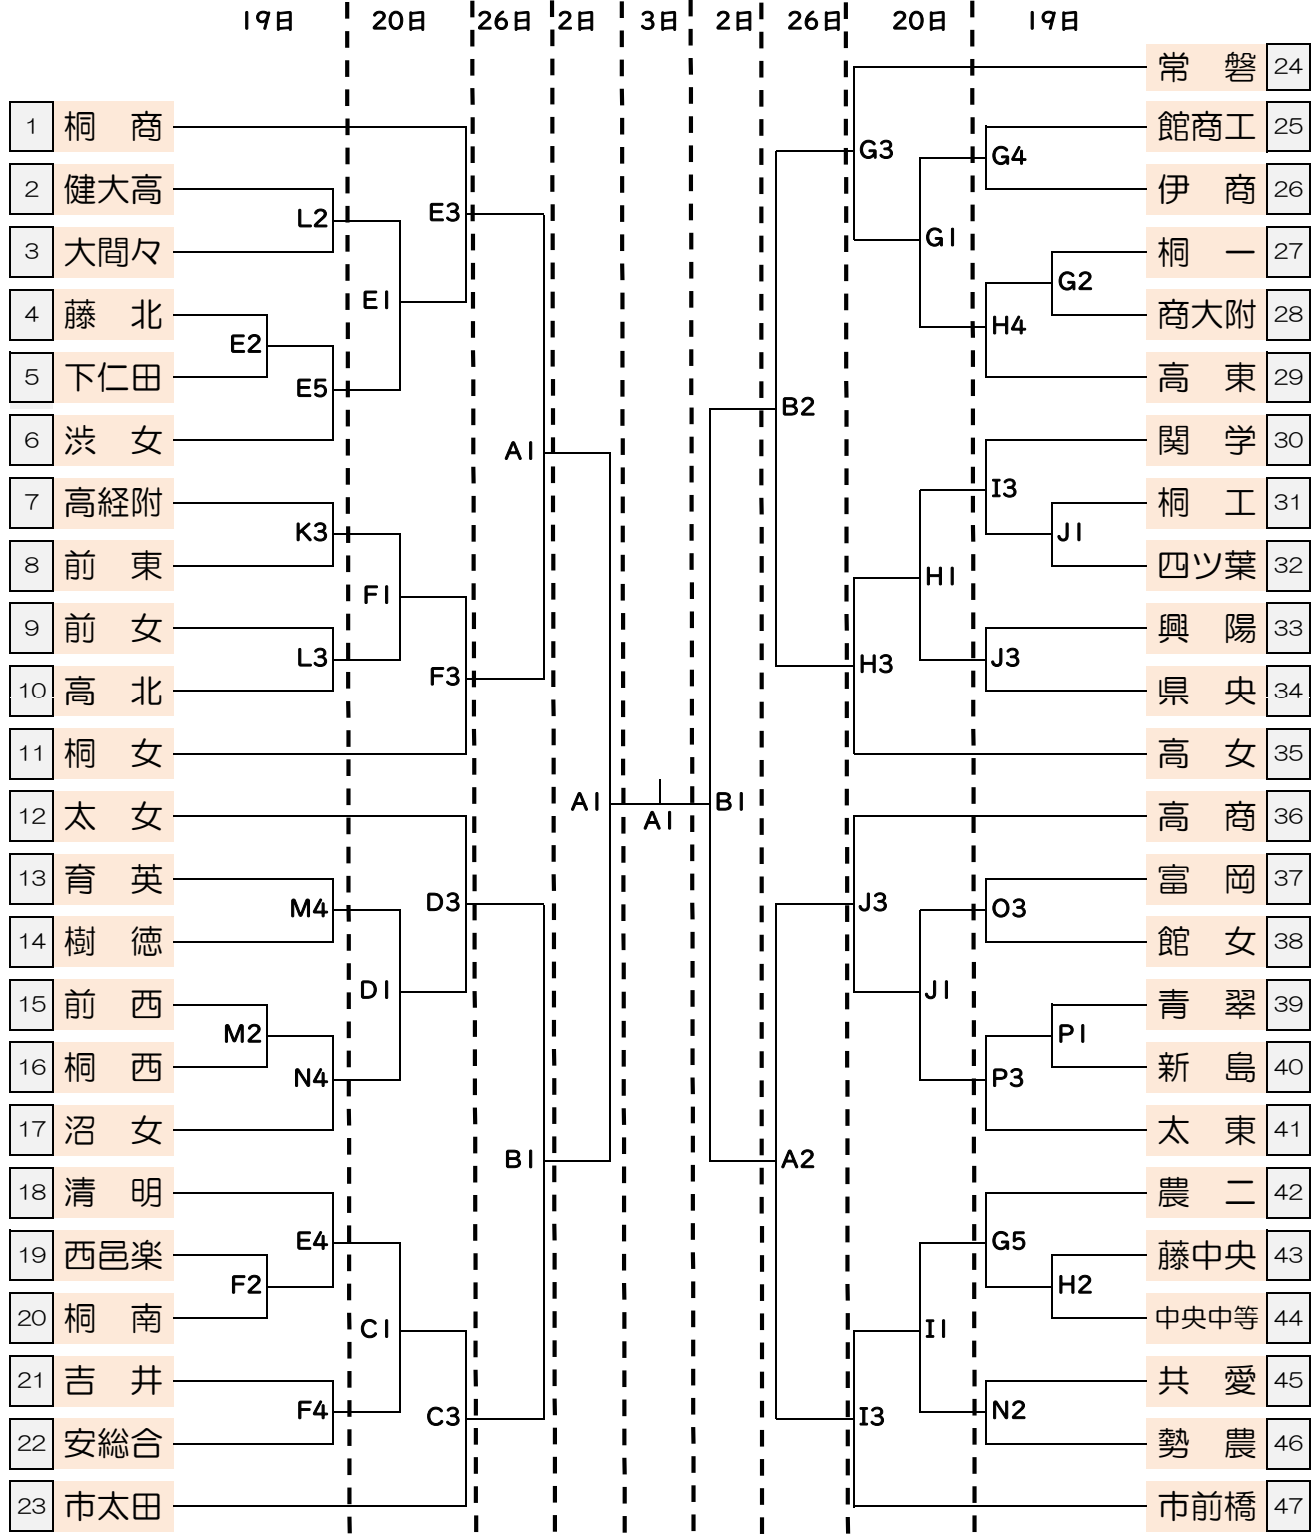 19日 20日 26日 2日 3日 2日 26日 20日 19日
1 桐 商
2 健大高
3 大間々
4 藤 北
5 下仁田
6 渋 女
7 高経附
8 前 東
9 前 女
10 高 北
11 桐 女
12 太 女
13 育 英
14 樹 徳
15 前 西
16 桐 西
17 沼 女
18 清 明
19 西邑楽
20 桐 南
21 吉 井
22 安総合
23 市太田
E2
M2
F2
L2
E5
K3
L3
M4
N4
E4
F4
E1
F1
D1
C1
E3
F3
D3
C3
A1
B1
A1
A1
B1
B2
A2
G3
H3
J3
I3
G1
H1
J1
I1
G4
H4
I3
J3
O3
P3
G5
N2
G2
J1
P1
H2
常 磐 24
館商工 25
伊 商 26
桐 一 27
商大附 28
高 東 29
関 学 30
桐 工 31
四ツ葉 32
興 陽 33
県 央 34
高 女 35
高 商 36
富 岡 37
館 女 38
青 翠 39
新 島 40
太 東 41
農 二 42
藤中央 43
中央中等 44
共 愛 45
勢 農 46
市前橋 47